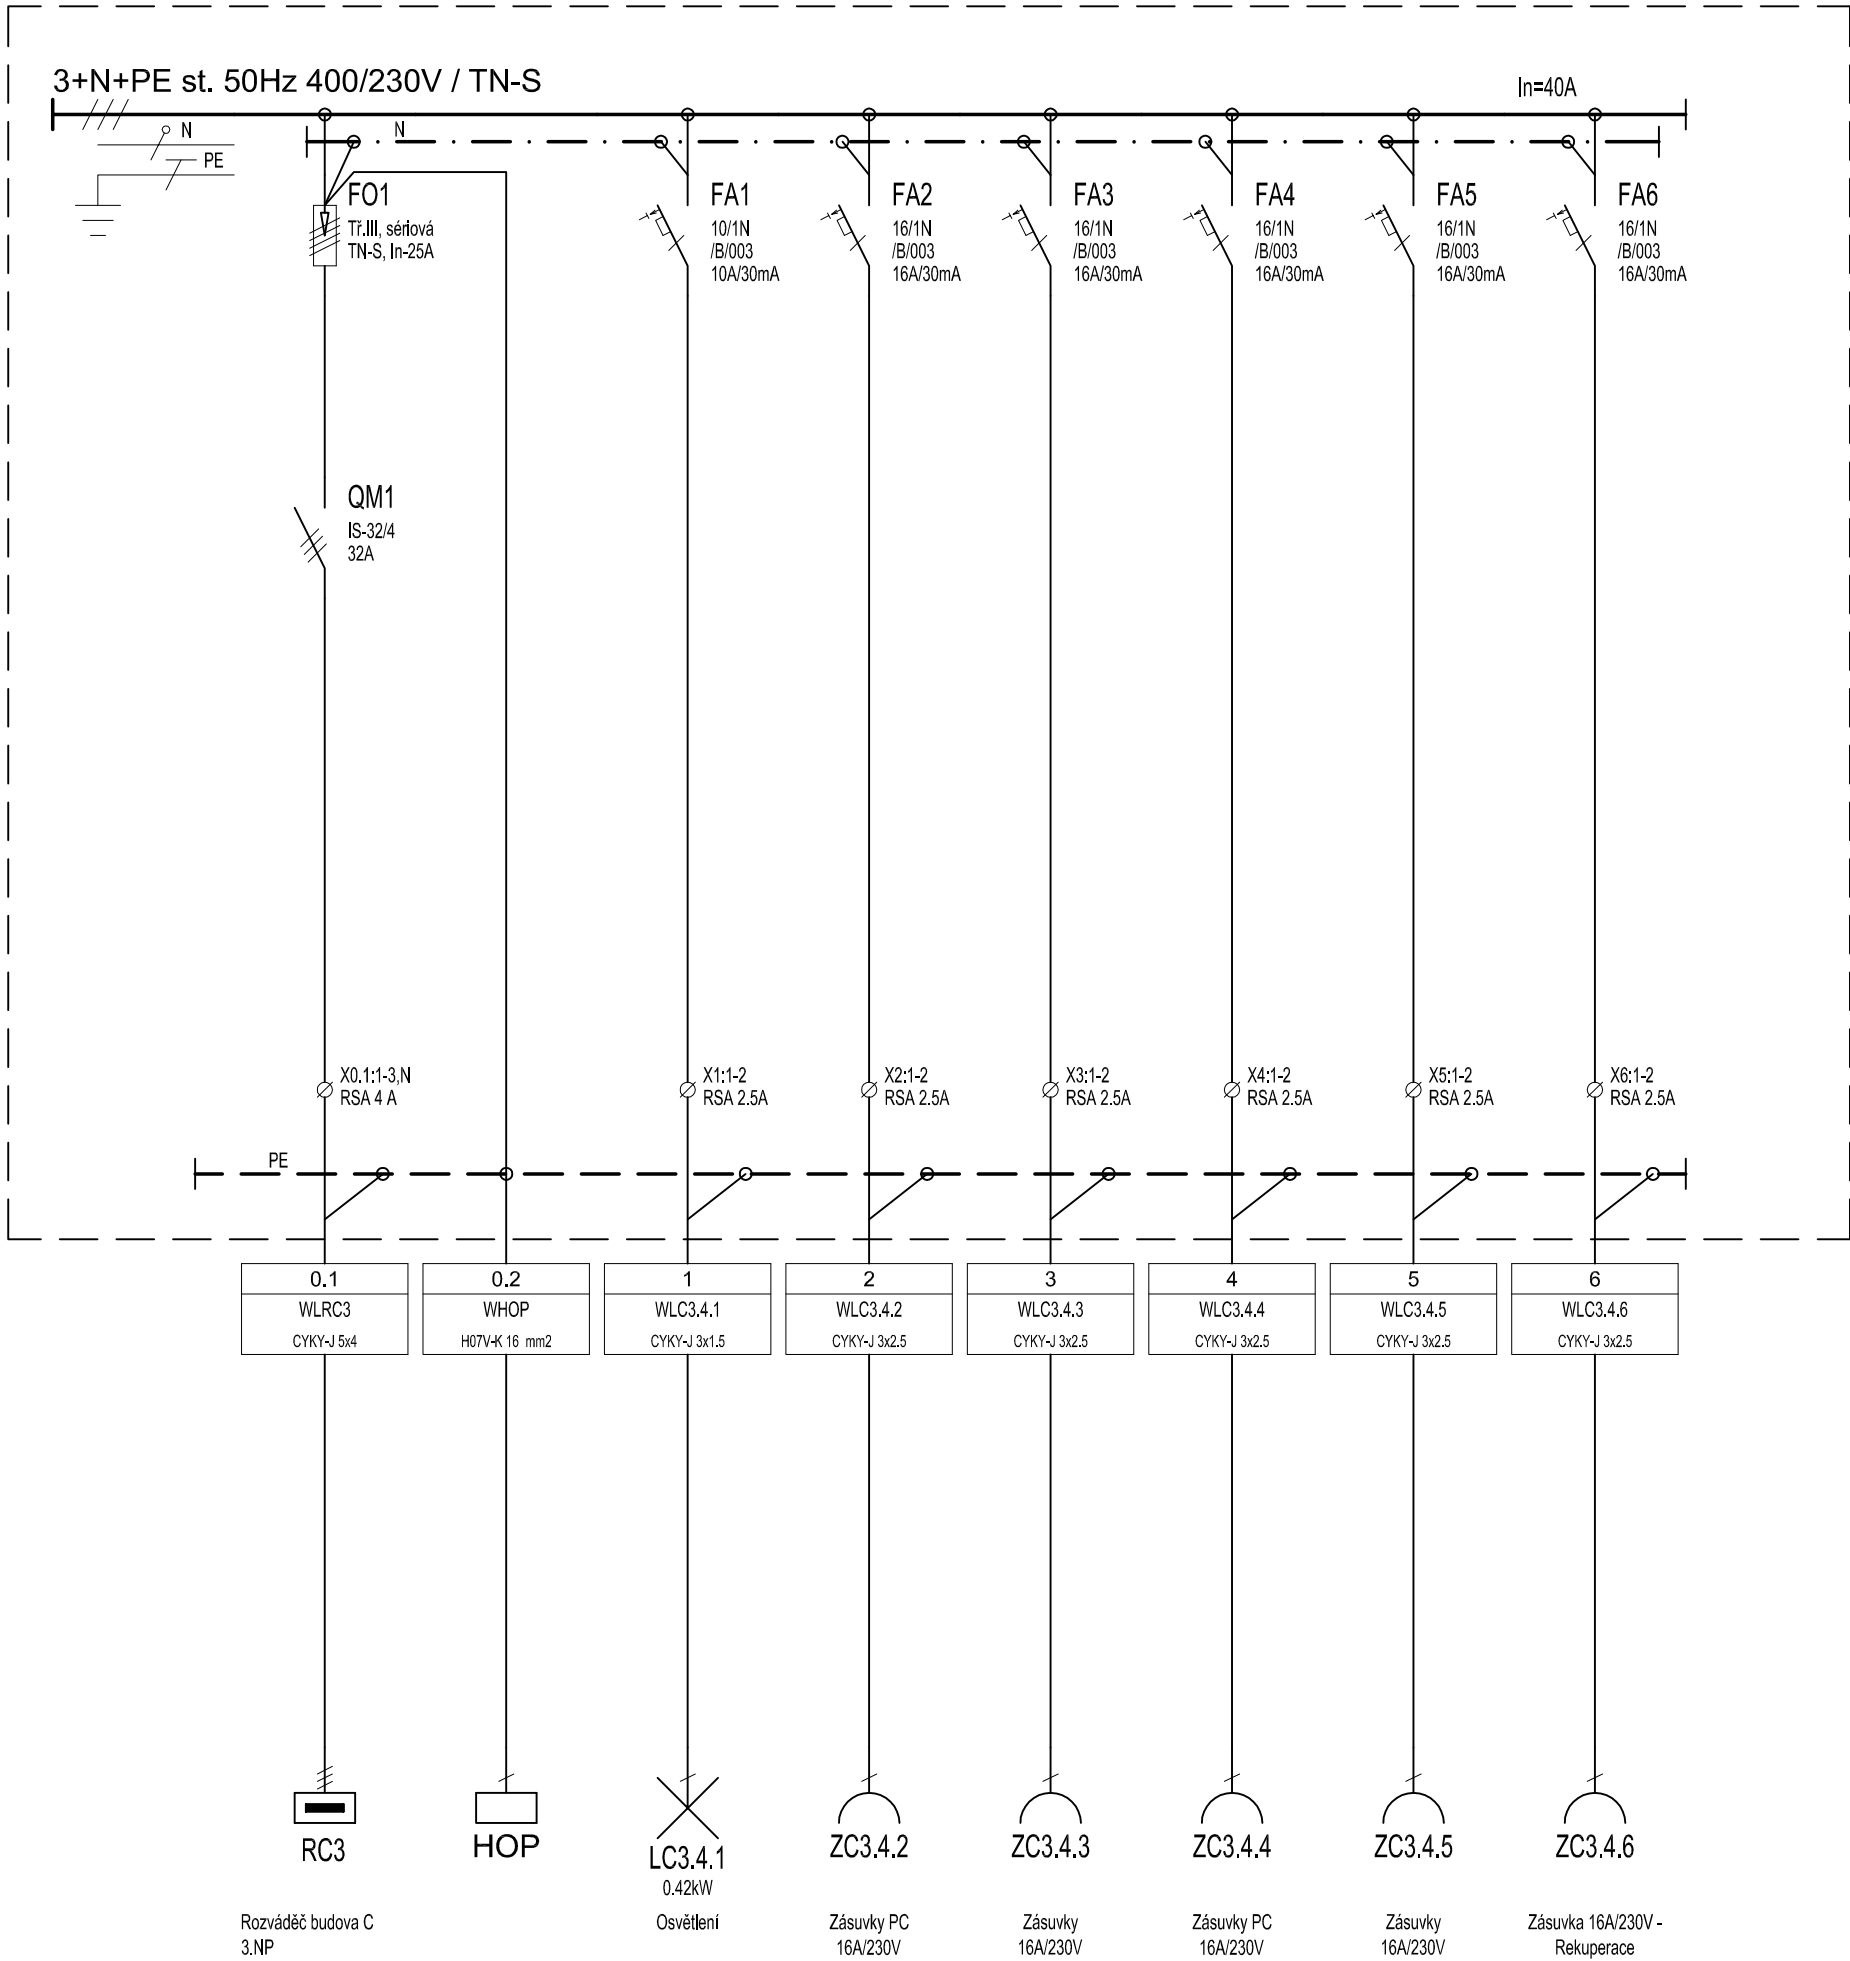 3+N+PE st. 50Hz 400/230V / TN-S
In=40A
N
N
PE
FO1
Tř.III, sériová
TN-S, In-25A
FA1
10/1N
/B/003
10A/30mA
FA2
16/1N
/B/003
16A/30mA
FA3
16/1N
/B/003
16A/30mA
FA4
16/1N
/B/003
16A/30mA
FA5
16/1N
/B/003
16A/30mA
FA6
16/1N
/B/003
16A/30mA
QM1
IS-32/4
32A
X0.1:1-3,N
RSA 4 A
X1:1-2
RSA 2.5A
X2:1-2
RSA 2.5A
X3:1-2
RSA 2.5A
X4:1-2
RSA 2.5A
X5:1-2
RSA 2.5A
X6:1-2
RSA 2.5A
PE
0.1
WLRC3
CYKY-J 5x4
0.2
WHOP
H07V-K 16 mm2
1
WLC3.4.1
CYKY-J 3x1.5
2
WLC3.4.2
CYKY-J 3x2.5
3
WLC3.4.3
CYKY-J 3x2.5
4
WLC3.4.4
CYKY-J 3x2.5
5
WLC3.4.5
CYKY-J 3x2.5
6
WLC3.4.6
CYKY-J 3x2.5
RC3
Rozváděč budova C
3.NP
HOP
LC3.4.1
0.42kW
Osvětlení
ZC3.4.2
Zásuvky PC
16A/230V
ZC3.4.3
Zásuvky
16A/230V
ZC3.4.4
Zásuvky PC
16A/230V
ZC3.4.5
Zásuvky
16A/230V
ZC3.4.6
Zásuvka 16A/230V -
Rekuperace